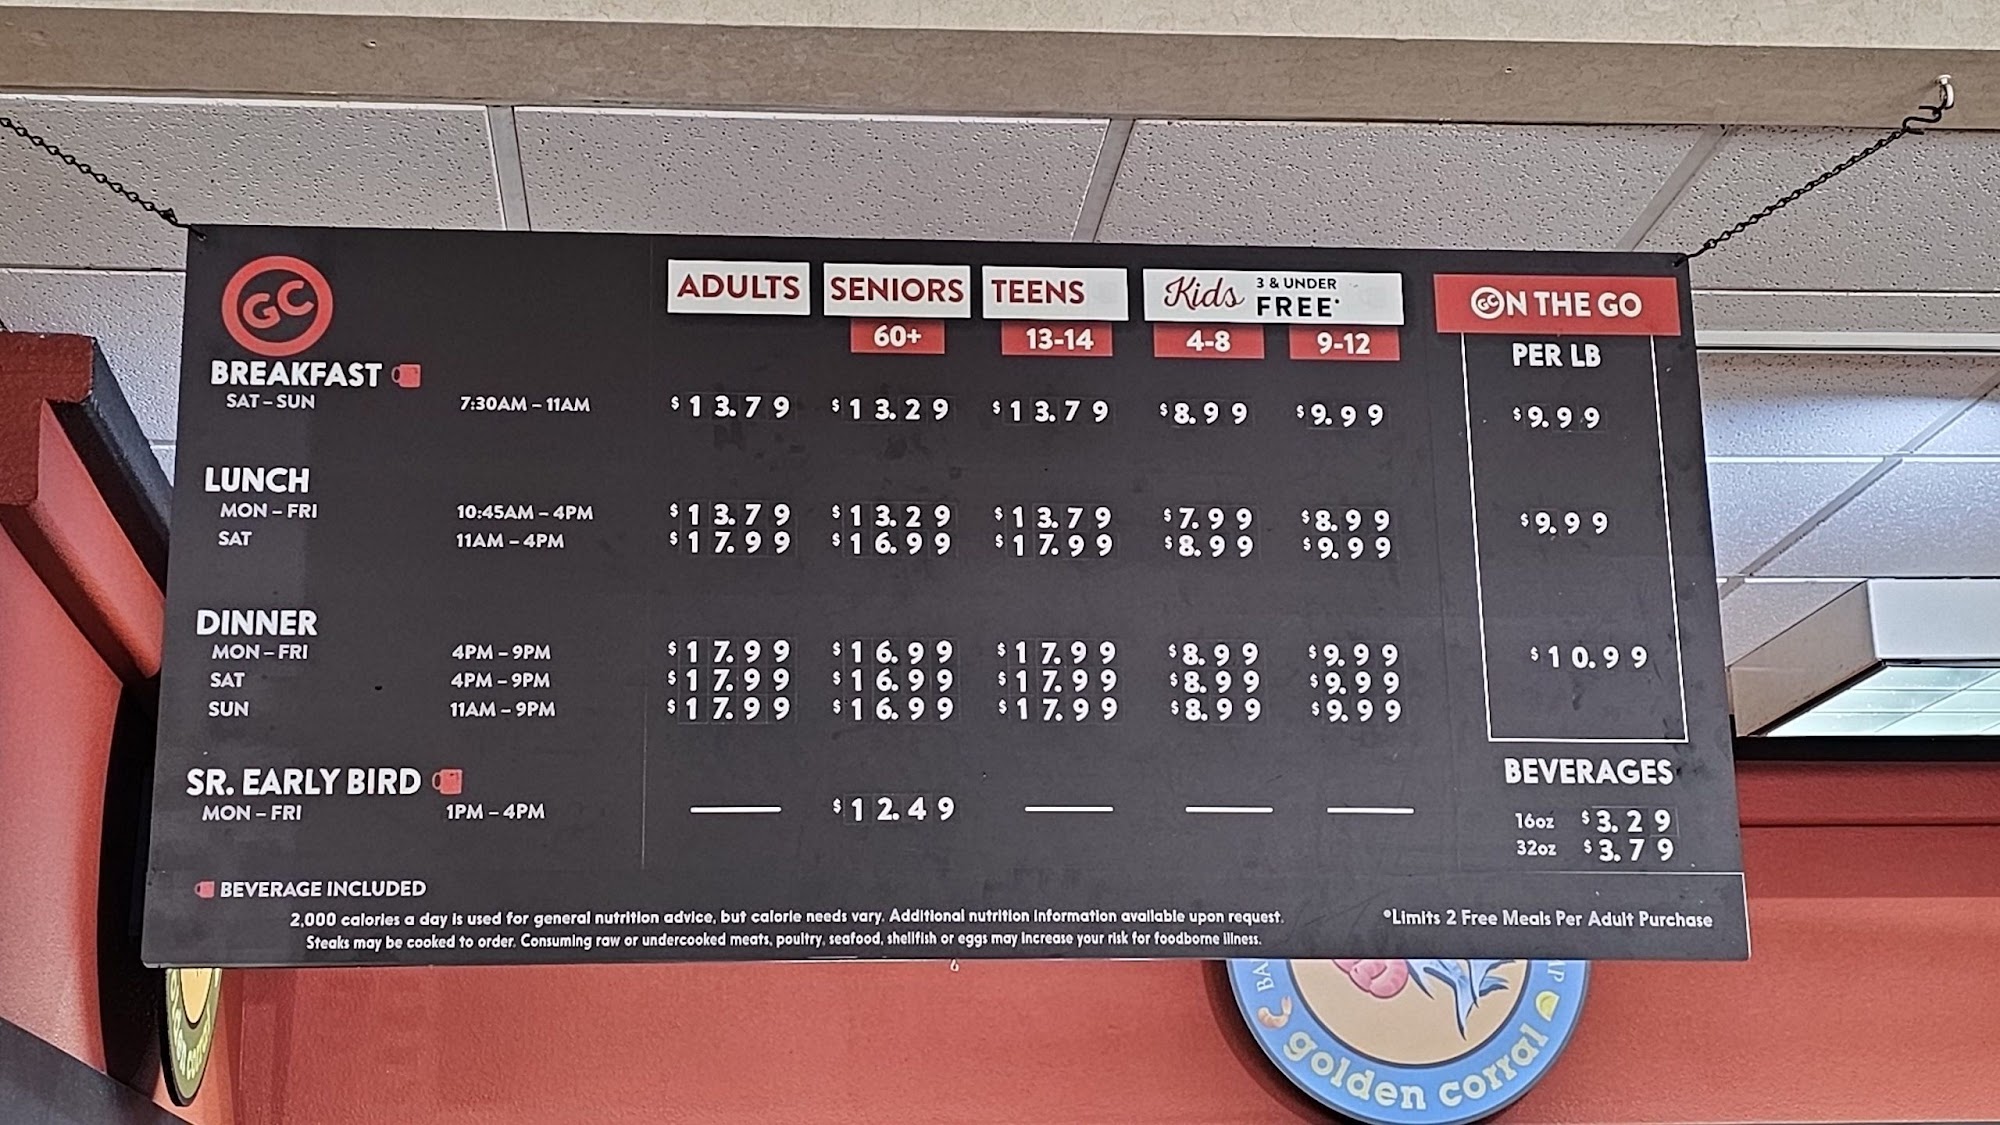 GC
ADULTS SENIORS TEENS Kids 3 & UNDER FREE* GC ON THE GO
60+ 13-14 4-8 9-12 PER LB
BREAKFAST
SAT – SUN 7:30AM – 11AM $13.79 $13.29 $13.79 $8.99 $9.99 $9.99
LUNCH
MON – FRI 10:45AM – 4PM $13.79 $13.29 $13.79 $7.99 $8.99 $9.99
SAT 11AM – 4PM $17.99 $16.99 $17.99 $8.99 $9.99
DINNER
MON – FRI 4PM – 9PM $17.99 $16.99 $17.99 $8.99 $9.99 $10.99
SAT 4PM – 9PM $17.99 $16.99 $17.99 $8.99 $9.99
SUN 11AM – 9PM $17.99 $16.99 $17.99 $8.99 $9.99
SR. EARLY BIRD
MON – FRI 1PM – 4PM $12.49
BEVERAGES
16oz $3.29
32oz $3.79
BEVERAGE INCLUDED
2,000 calories a day is used for general nutrition advice, but calorie needs vary. Additional nutrition information available upon request.
Steaks may be cooked to order. Consuming raw or undercooked meats, poultry, seafood, shellfish or eggs may increase your risk for foodborne illness.
*Limits 2 Free Meals Per Adult Purchase
golden corral